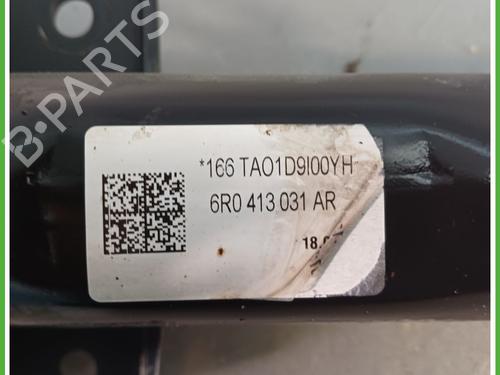 B-PARTS
*166 TAO1D9I00YH
6R0 413 031 AR
18.